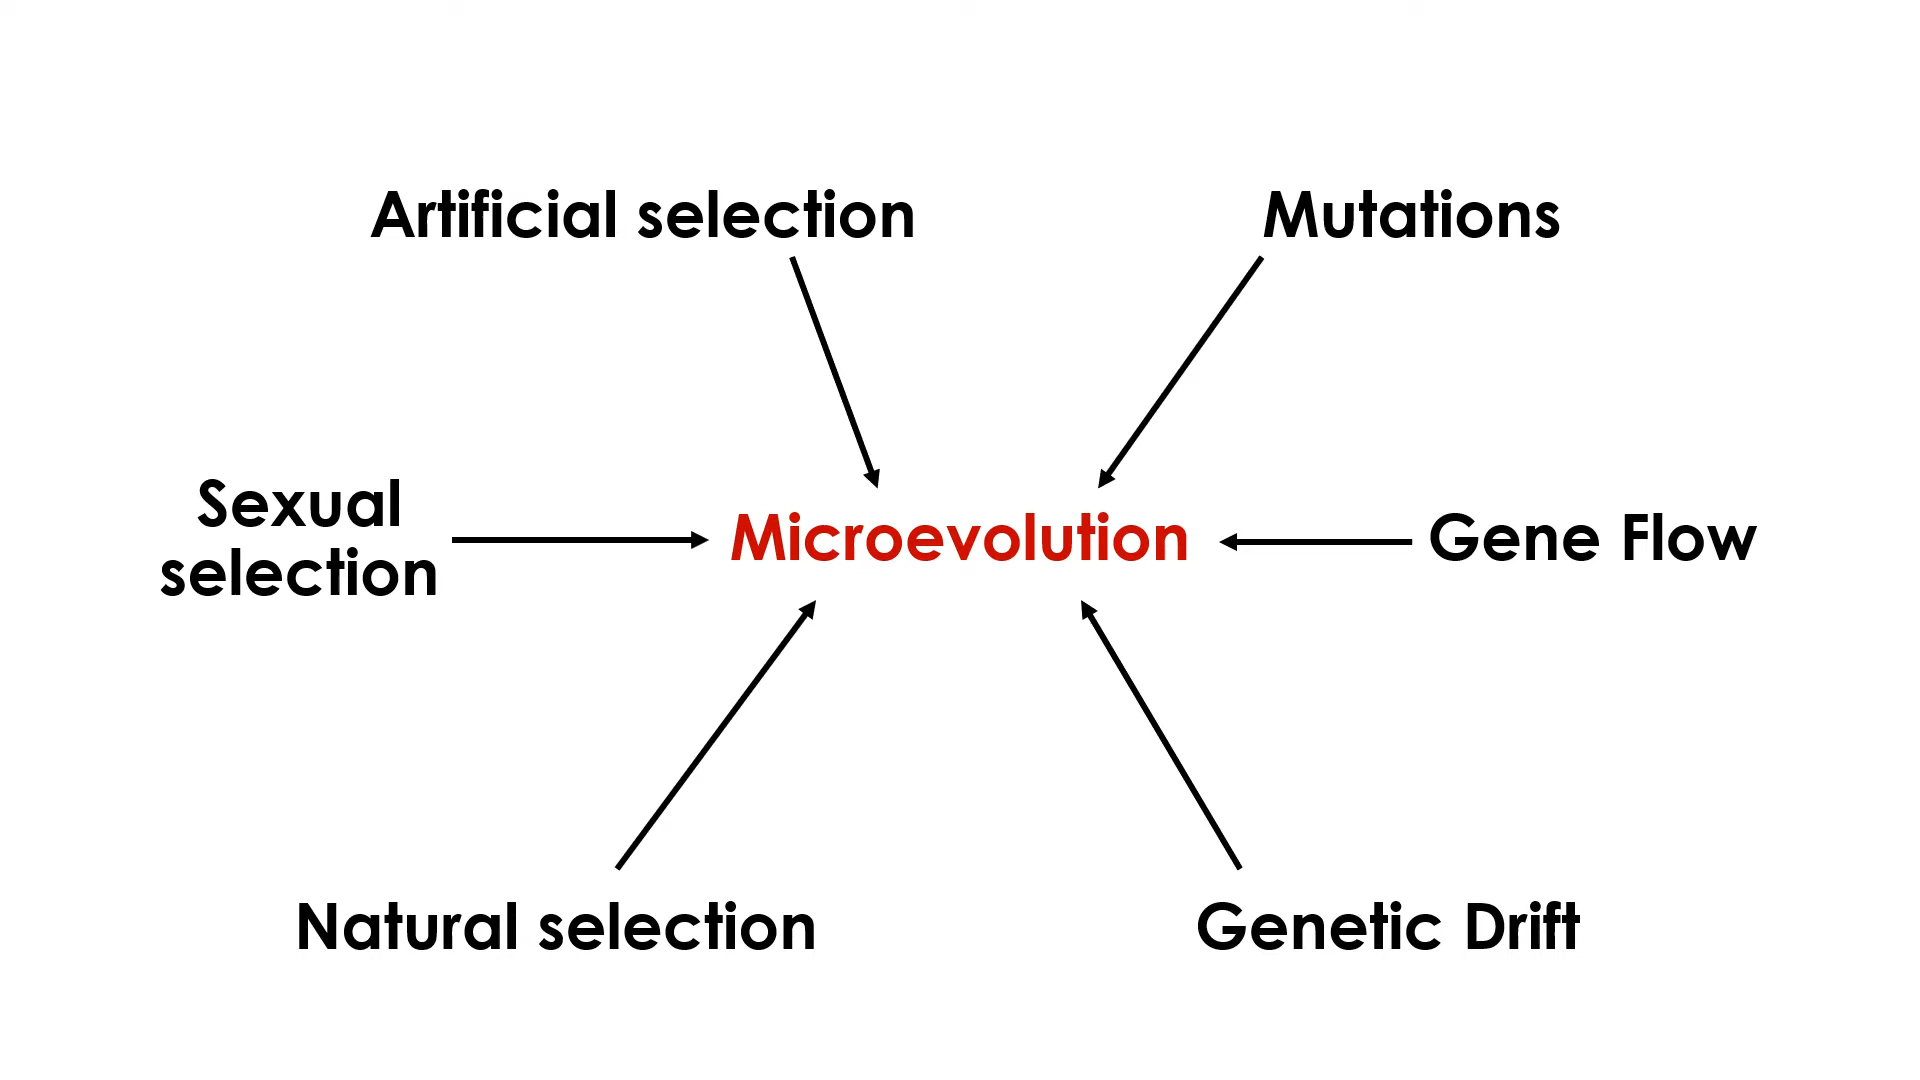 Artificial selection
Mutations
Sexual
selection
Microevolution
Gene Flow
Natural selection
Genetic Drift